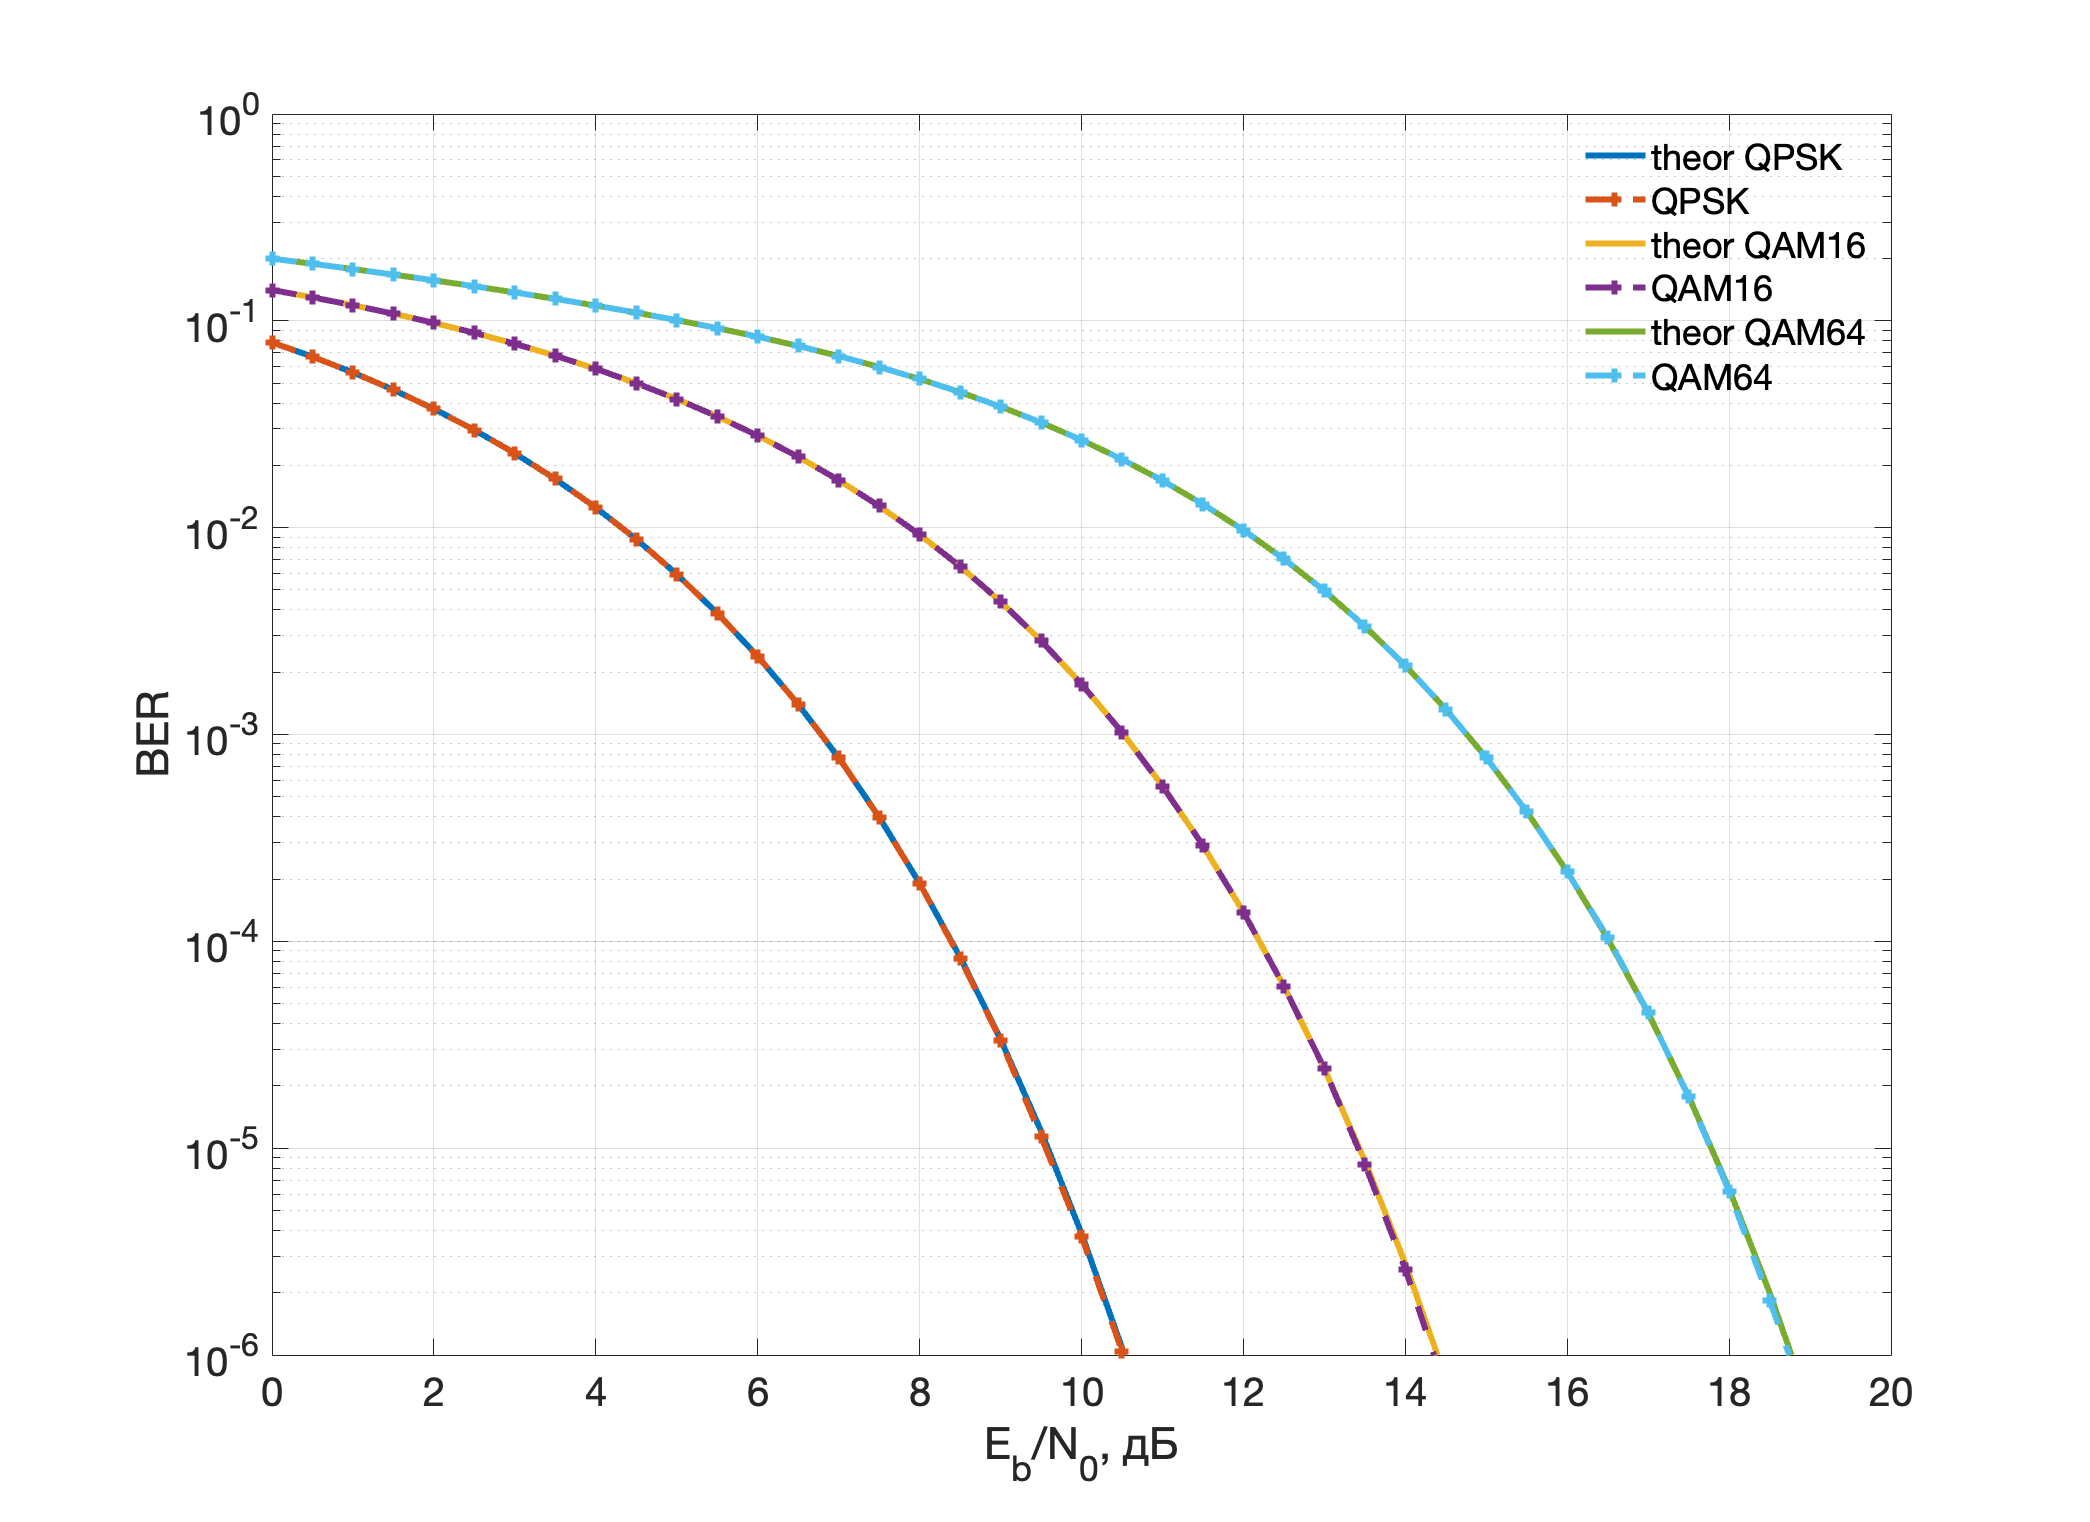 10^0
10^-1
10^-2
10^-3
10^-4
10^-5
10^-6
BER
theor QPSK
QPSK
theor QAM16
QAM16
theor QAM64
QAM64
0 2 4 6 8 10 12 14 16 18 20
E_b/N_0, дБ